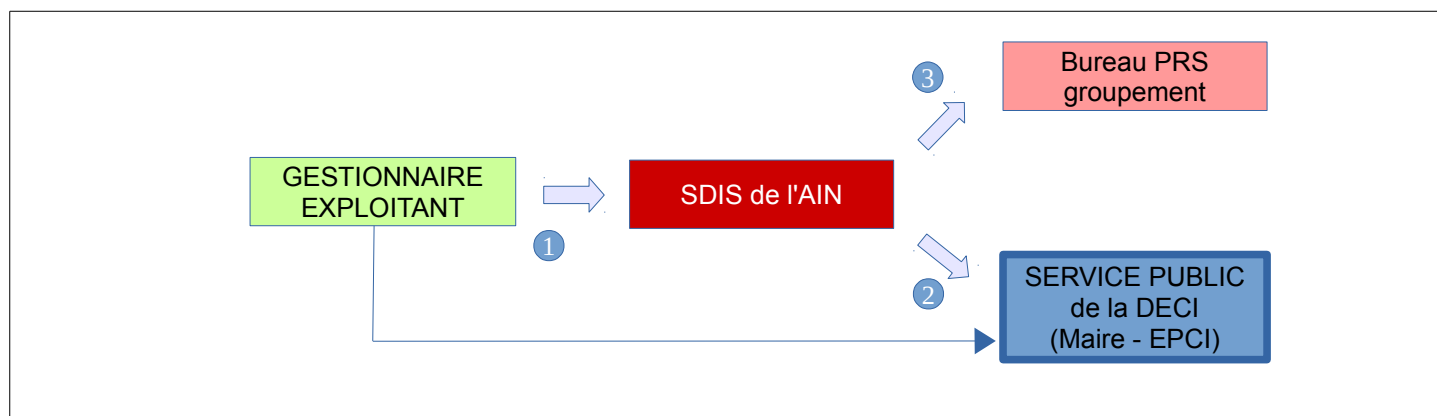 Bureau PRS
groupement
3
GESTIONNAIRE
EXPLOITANT
SDIS de l'AIN
1
2
SERVICE PUBLIC
de la DECI
(Maire - EPCI)